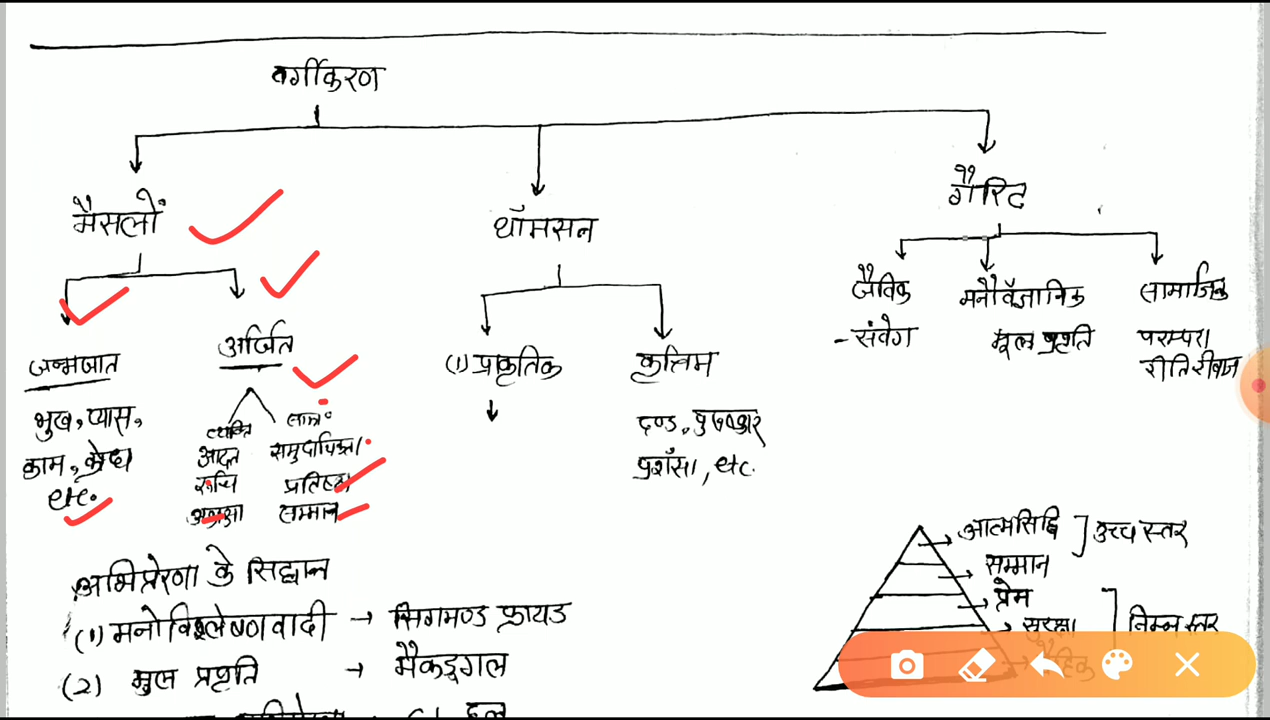 वर्गीकरण
मैसलों
थॉमसन
गैरिट
जन्मजात
अर्जित
(1) प्राकृतिक
कृत्रिम
जैविक
मनोवैज्ञानिक
सामाजिक
- संवेग
मूल प्रवृति
परम्परा
रीतिरीवाज
भुख, प्यास,
काम, क्रोध
etc.
व्यक्ति
आदत
रूचि
सामा०
समुदायिकता
प्रतिष्ठा
सम्मान
दण्ड, पुरुस्कार
प्रशंसा, etc.
अभिप्रेरणा के सिद्वान्त
(1) मनोविश्लेषणवादी → सिगमण्ड फ्रायड
(2) मुल प्रवृति → मैकडूगल
आत्मसिद्दि ] उच्च स्तर
सम्मान
प्रेम
सुरक्षा
निम्न स्तर